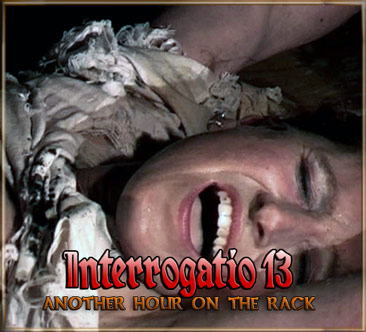 Interrogatio 13
ANOTHER HOUR ON THE RACK